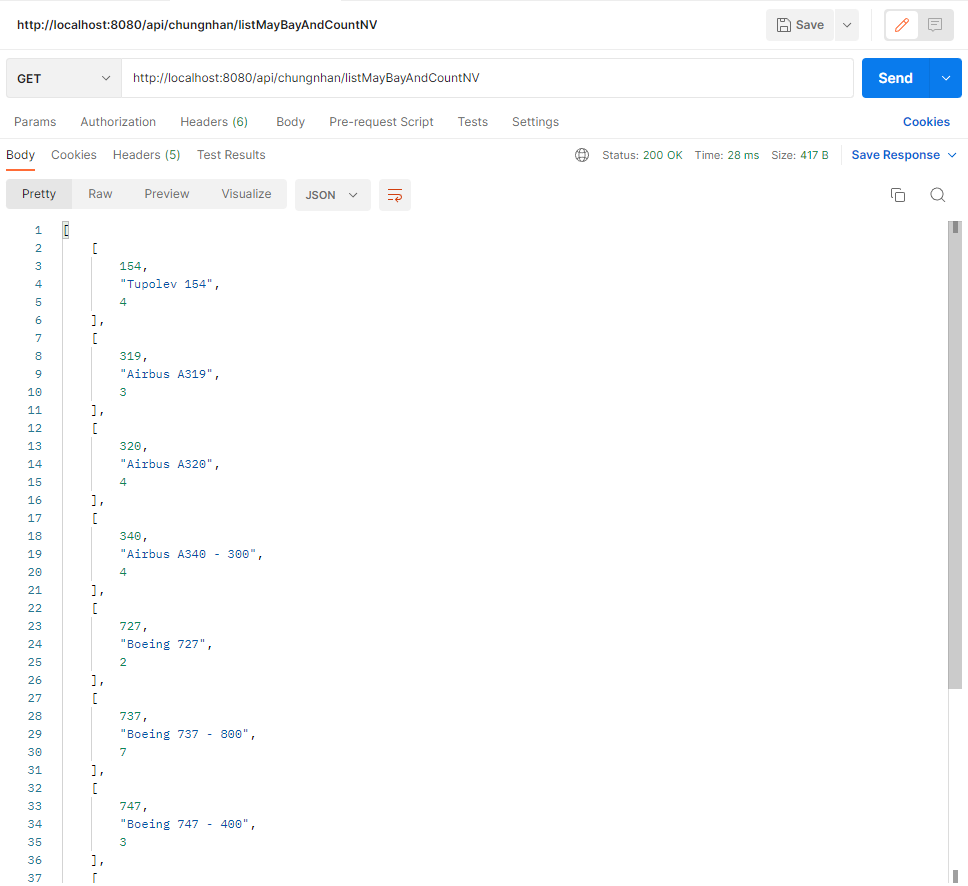 http://localhost:8080/api/chungnhan/listMayBayAndCountNV
Save
GET
http://localhost:8080/api/chungnhan/listMayBayAndCountNV
Send
Params Authorization Headers (6) Body Pre-request Script Tests Settings Cookies
Body Cookies Headers (5) Test Results Status: 200 OK Time: 28 ms Size: 417 B Save Response
Pretty Raw Preview Visualize JSON
1 [
2 [
3 154,
4 "Tupolev 154",
5 4
6 ],
7 [
8 319,
9 "Airbus A319",
10 3
11 ],
12 [
13 320,
14 "Airbus A320",
15 4
16 ],
17 [
18 340,
19 "Airbus A340 - 300",
20 4
21 ],
22 [
23 727,
24 "Boeing 727",
25 2
26 ],
27 [
28 737,
29 "Boeing 737 - 800",
30 7
31 ],
32 [
33 747,
34 "Boeing 747 - 400",
35 3
36 ],
37 [